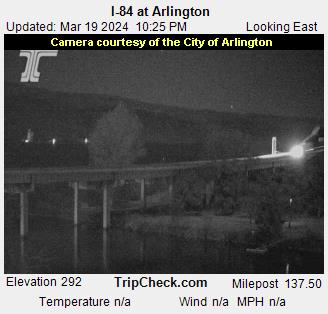 I-84 at Arlington
Updated: Mar 19 2024 10:25 PM Looking East
Camera courtesy of the City of Arlington
Elevation 292 TripCheck.com Milepost 137.50
Temperature n/a Wind n/a MPH n/a